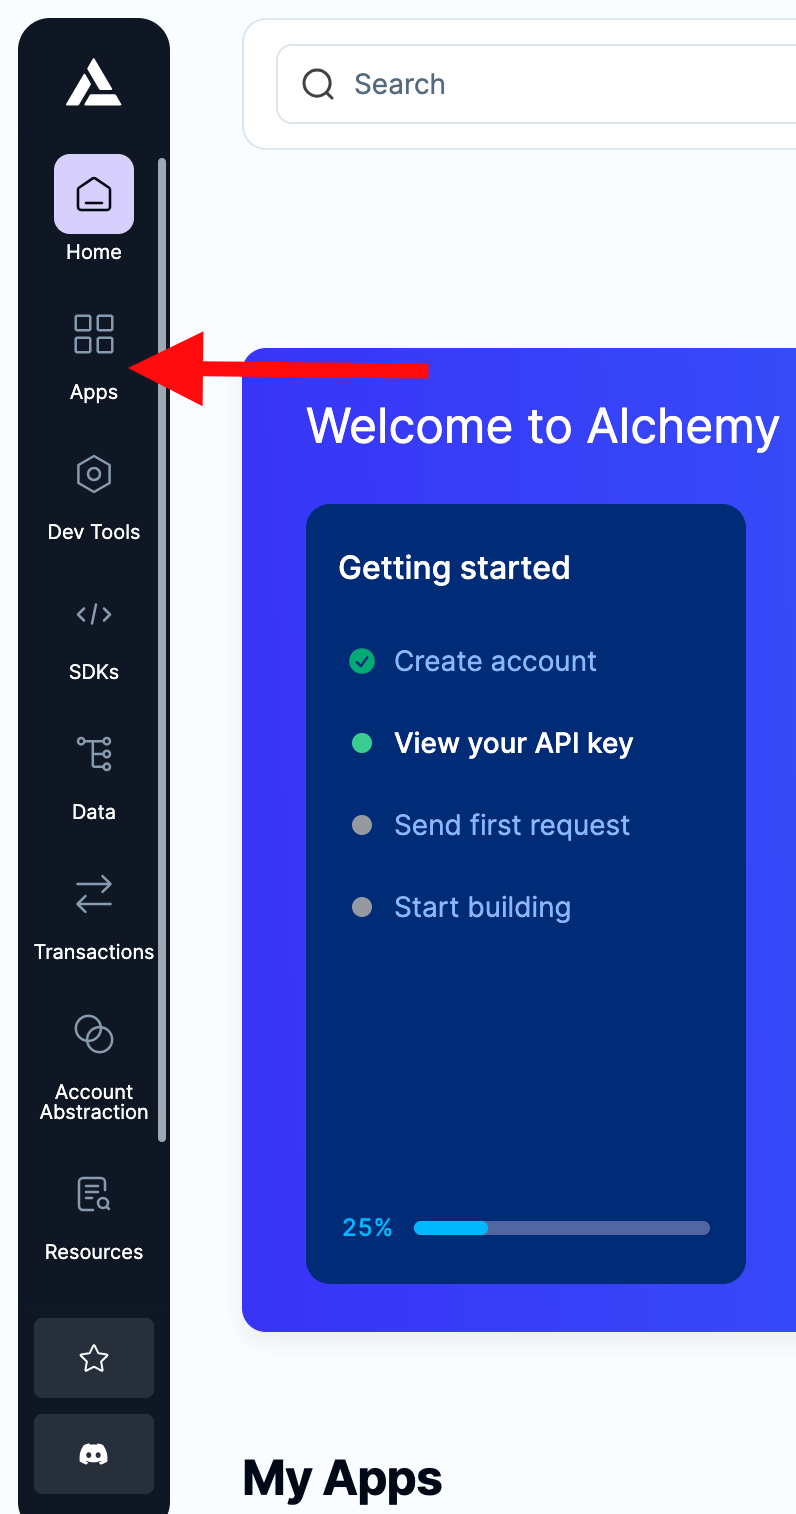 Search
Home
Apps
Dev Tools
SDKs
Data
Transactions
Account
Abstraction
Resources
Welcome to Alchemy
Getting started
Create account
View your API key
Send first request
Start building
25%
My Apps